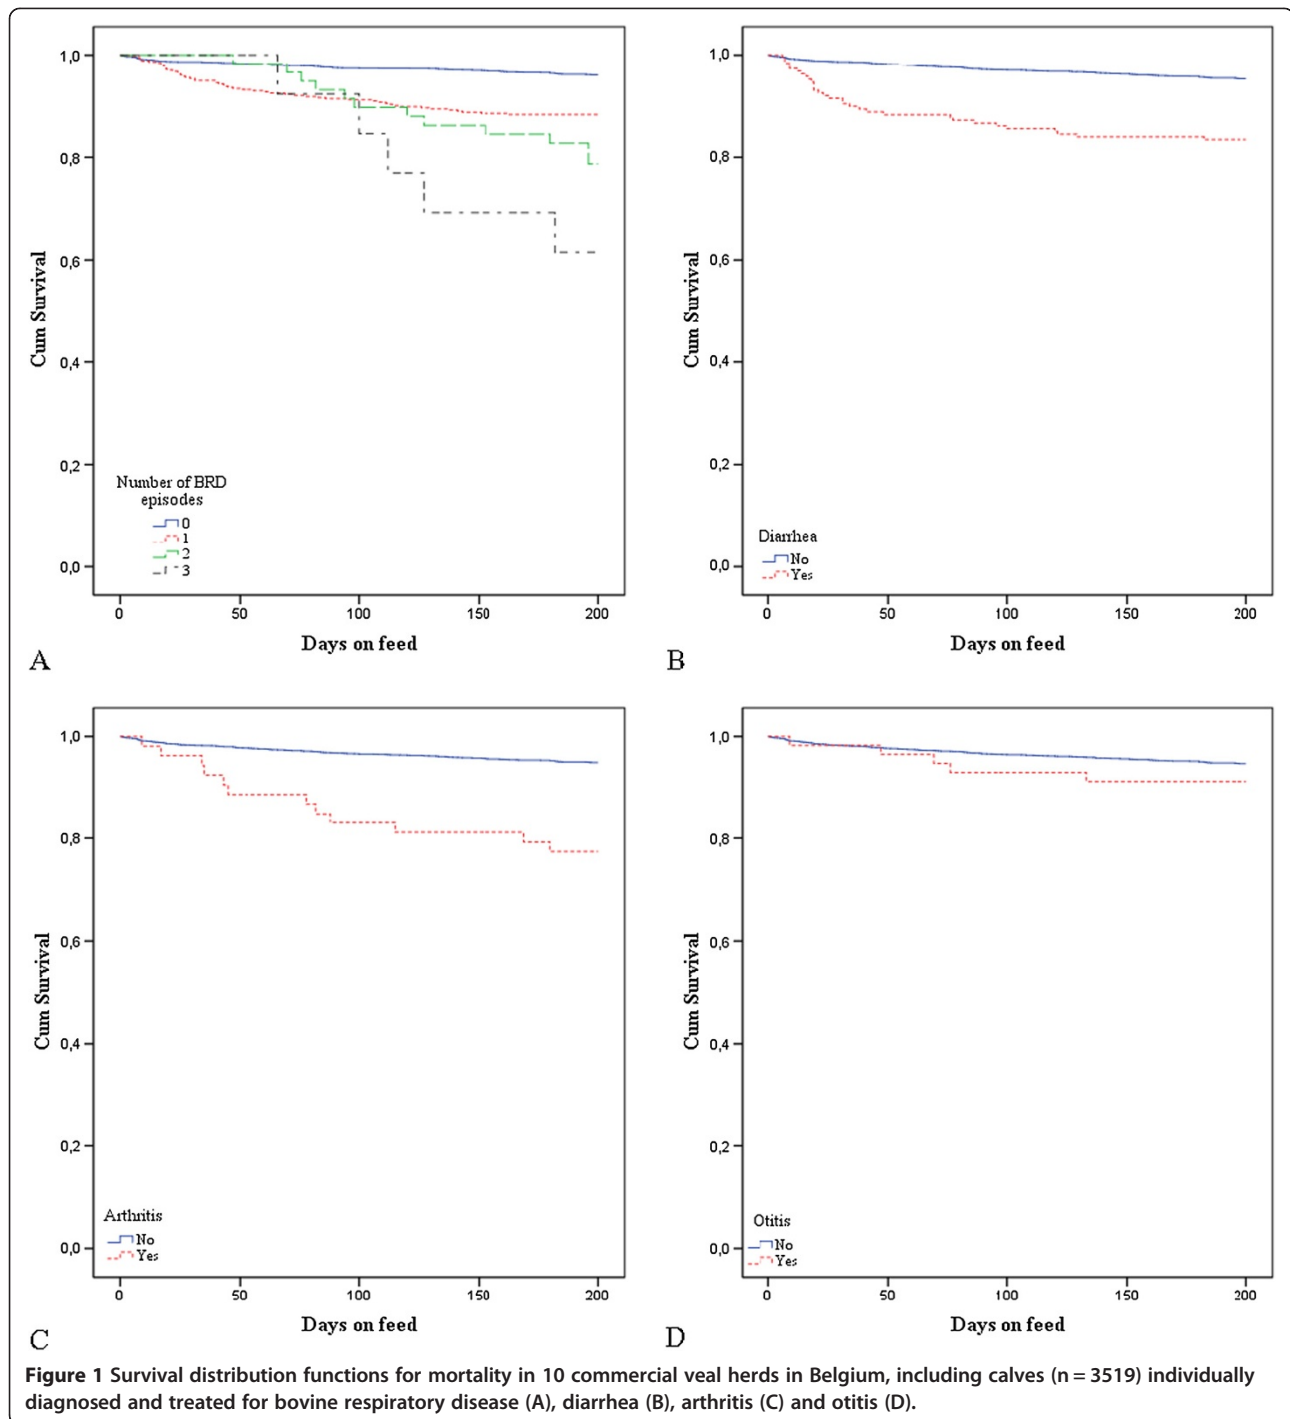 1,0
0,8
0,6
0,4
0,2
0,0
Cum Survival
Number of BRD
episodes
0
1
2
3
0 50 100 150 200
Days on feed
A
1,0
0,8
0,6
0,4
0,2
0,0
Cum Survival
Diarrhea
No
Yes
0 50 100 150 200
Days on feed
B
1,0
0,8
0,6
0,4
0,2
0,0
Cum Survival
Arthritis
No
Yes
0 50 100 150 200
Days on feed
C
1,0
0,8
0,6
0,4
0,2
0,0
Cum Survival
Otitis
No
Yes
0 50 100 150 200
Days on feed
D
Figure 1 Survival distribution functions for mortality in 10 commercial veal herds in Belgium, including calves (n = 3519) individually
diagnosed and treated for bovine respiratory disease (A), diarrhea (B), arthritis (C) and otitis (D).